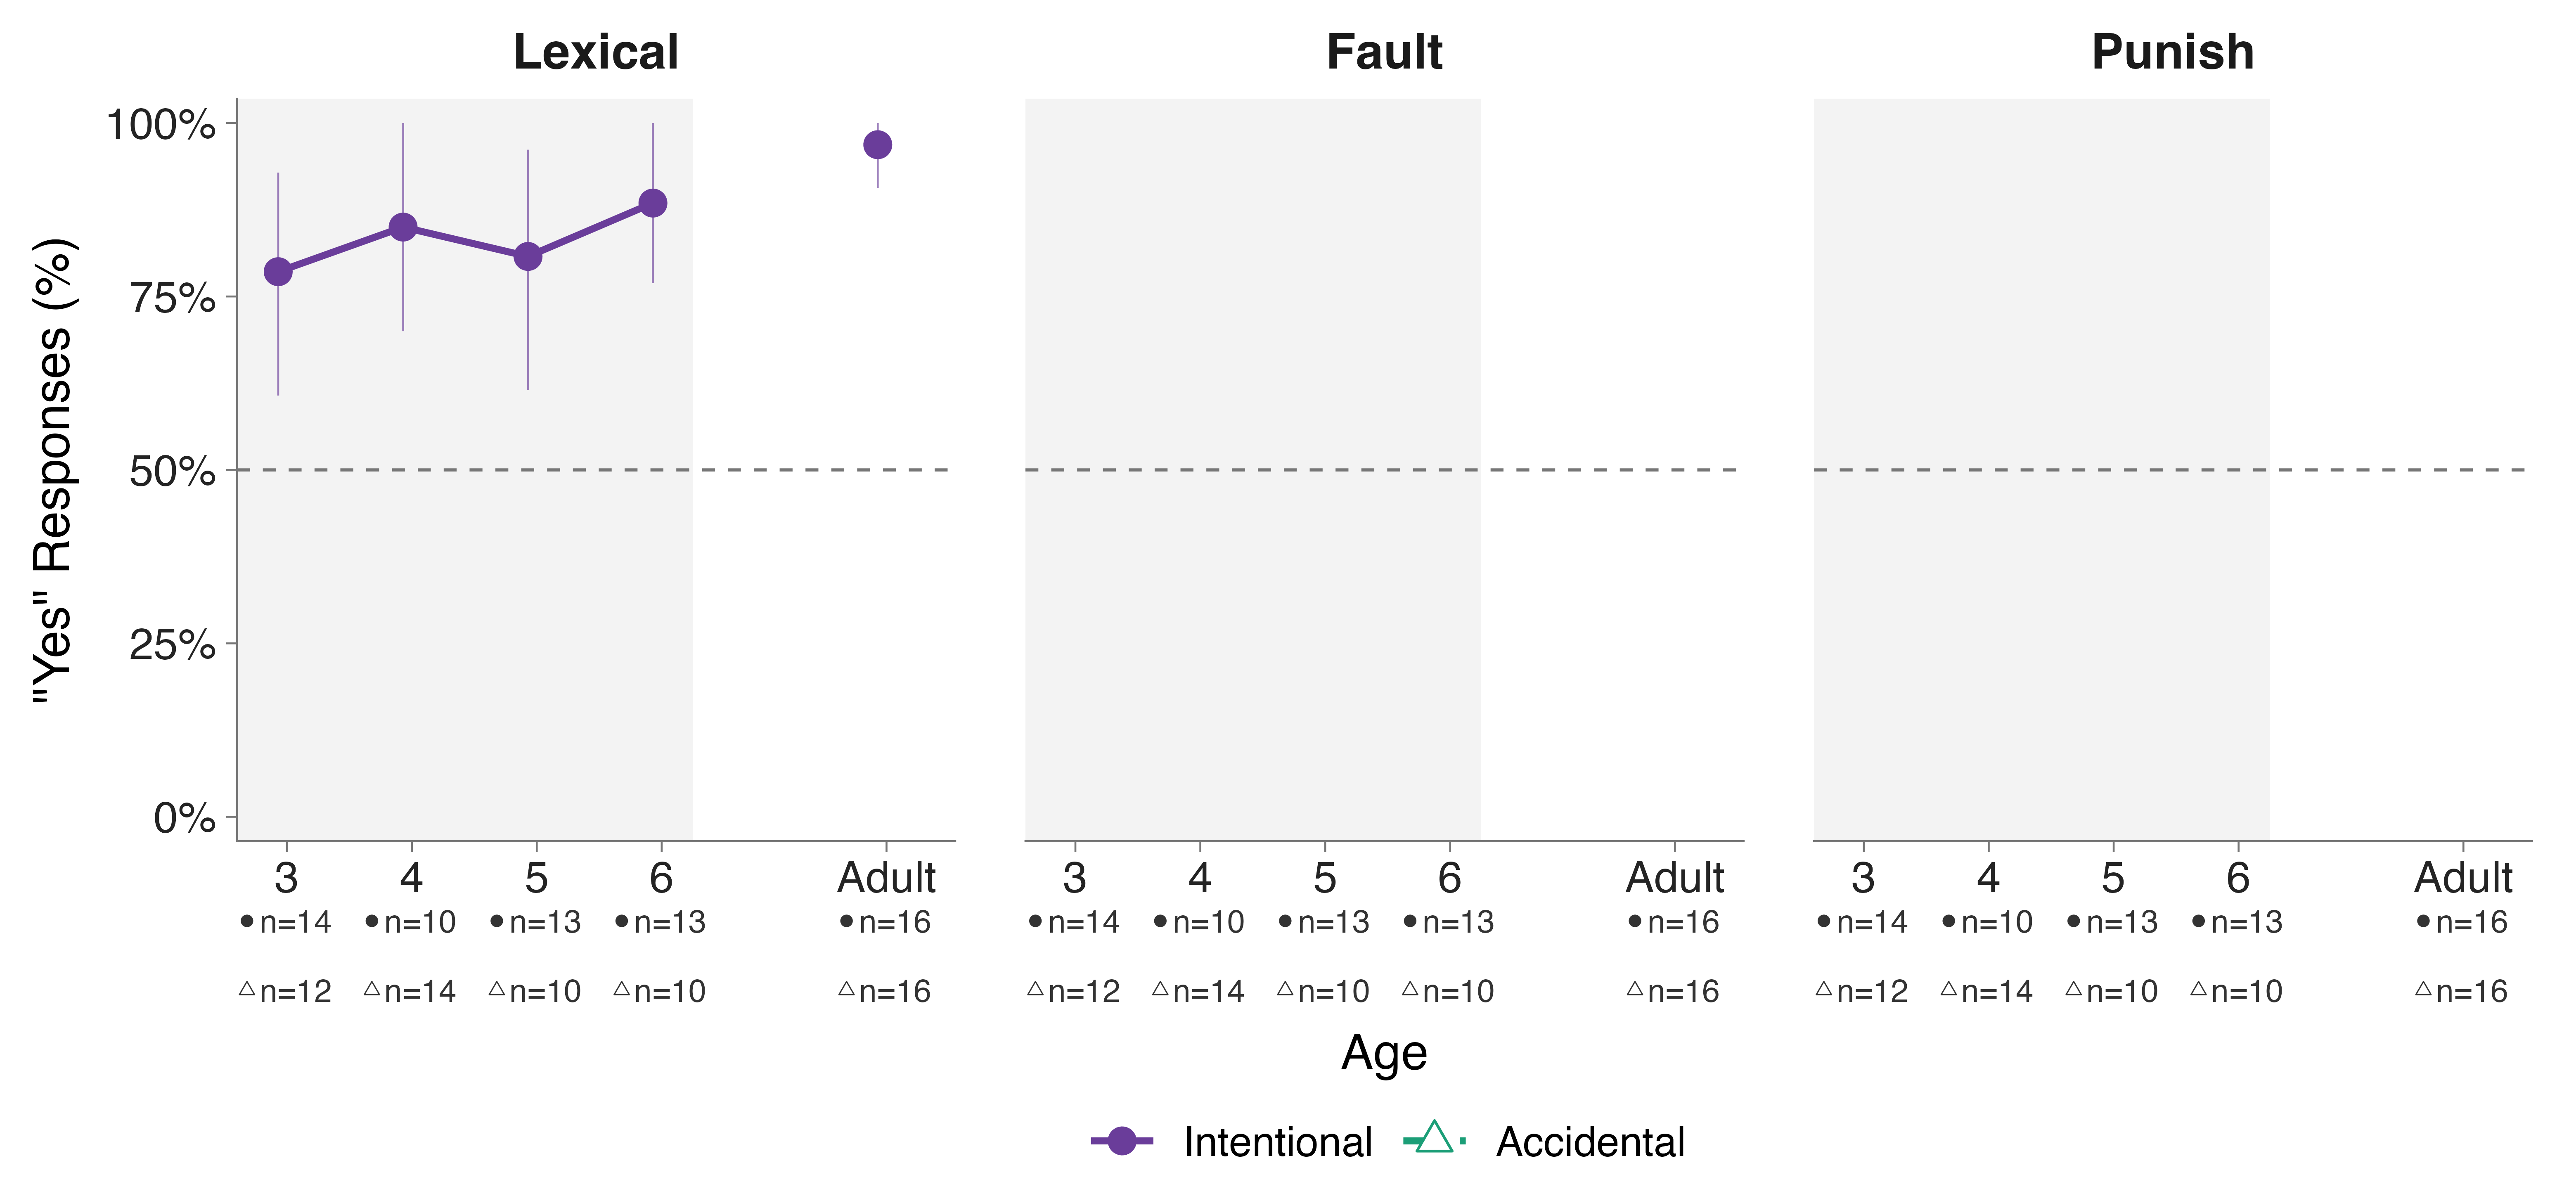 Lexical Fault Punish
"Yes" Responses (%)
100%
75%
50%
25%
0%
3 4 5 6 Adult 3 4 5 6 Adult 3 4 5 6 Adult
n=14 n=10 n=13 n=13 n=16 n=14 n=10 n=13 n=13 n=16 n=14 n=10 n=13 n=13 n=16
n=12 n=14 n=10 n=10 n=16 n=12 n=14 n=10 n=10 n=16 n=12 n=14 n=10 n=10 n=16
Age
Intentional Accidental